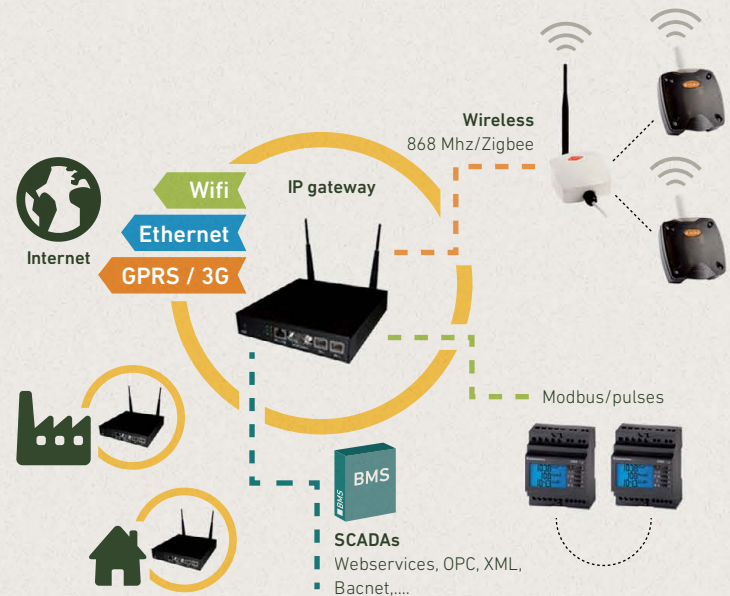 Wireless
868 Mhz/Zigbee
IP gateway
Wifi
Ethernet
GPRS / 3G
Internet
Modbus/pulses
BMS
BMS
SCADAs
Webservices, OPC, XML,
Bacnet,....